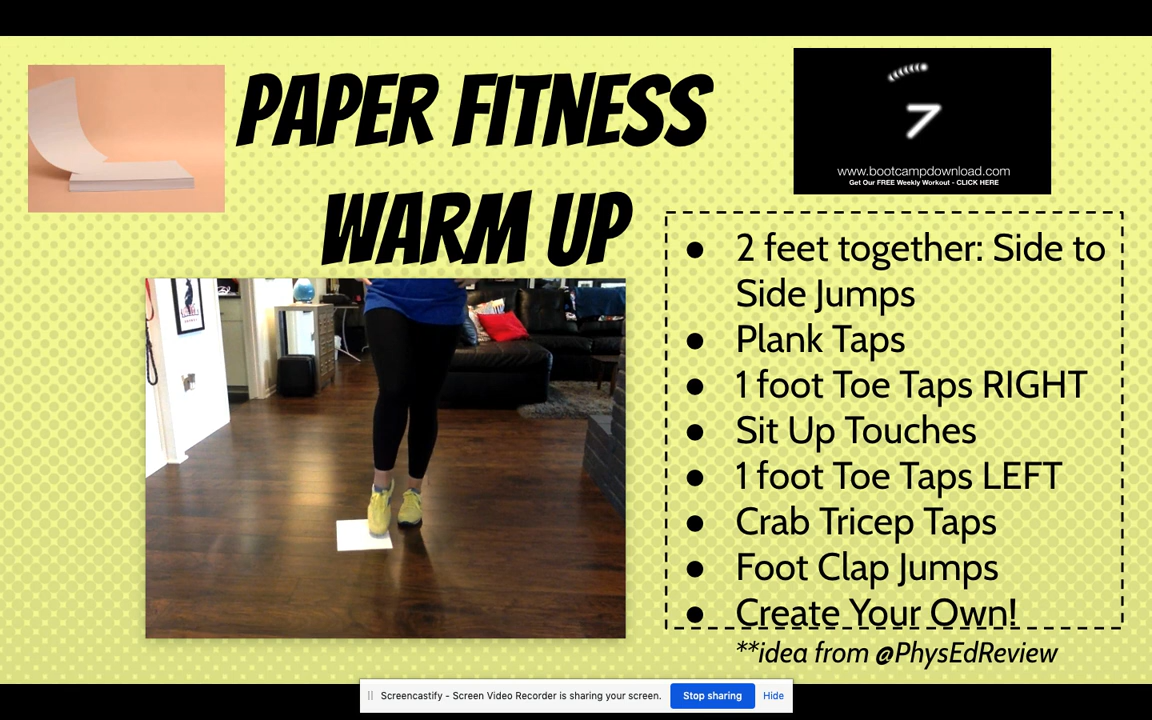 PAPER FITNESS
WARM UP
7
www.bootcampdownload.com
Get Our FREE Weekly Workout - CLICK HERE
● 2 feet together: Side to
Side Jumps
● Plank Taps
● 1 foot Toe Taps RIGHT
● Sit Up Touches
● 1 foot Toe Taps LEFT
● Crab Tricep Taps
● Foot Clap Jumps
● Create Your Own!
**idea from @PhysEdReview
Screencastify - Screen Video Recorder is sharing your screen. Stop sharing Hide